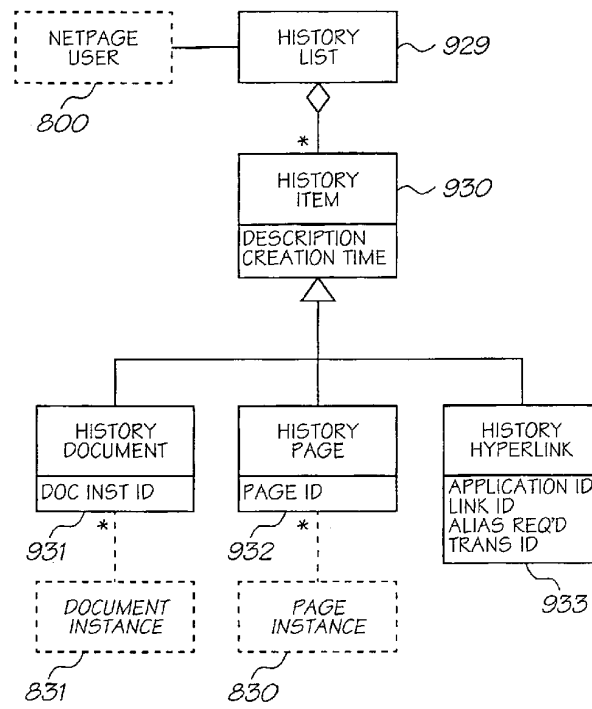 NETPAGE
USER
800
HISTORY
LIST
929
*
HISTORY
ITEM
930
DESCRIPTION
CREATION TIME
HISTORY
DOCUMENT
DOC INST ID
931
*
HISTORY
PAGE
PAGE ID
932
*
HISTORY
HYPERLINK
APPLICATION ID
LINK ID
ALIAS REQ'D
TRANS ID
933
DOCUMENT
INSTANCE
831
PAGE
INSTANCE
830